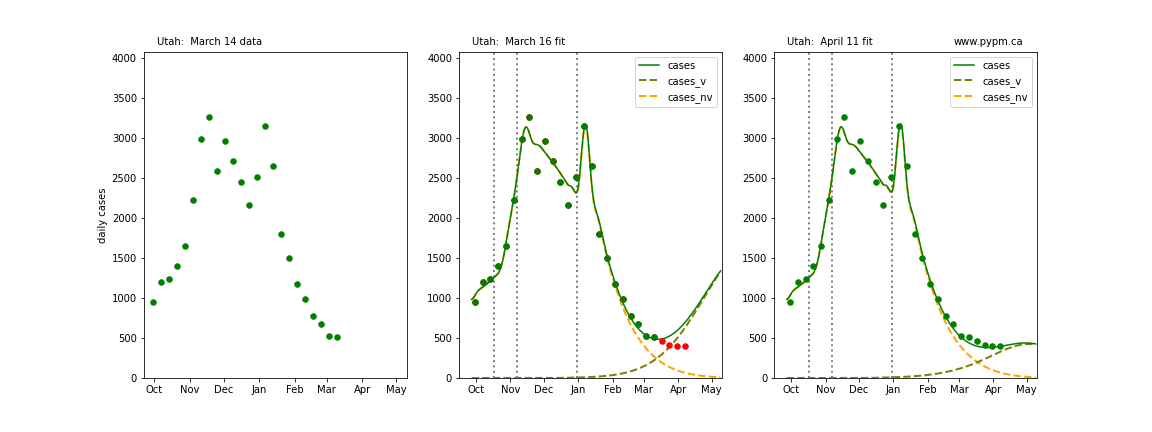 Utah:  March 14 data
daily cases
4000
3500
3000
2500
2000
1500
1000
500
0
Oct Nov Dec Jan Feb Mar Apr May
Utah:  March 16 fit
cases
cases_v
cases_nv
4000
3500
3000
2500
2000
1500
1000
500
0
Oct Nov Dec Jan Feb Mar Apr May
Utah:  April 11 fit
www.pypm.ca
cases
cases_v
cases_nv
4000
3500
3000
2500
2000
1500
1000
500
0
Oct Nov Dec Jan Feb Mar Apr May